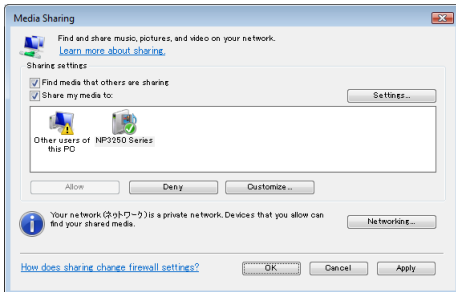 Media Sharing
Find and share music, pictures, and video on your network.
Learn more about sharing.
Sharing settings
Find media that others are sharing
Share my media to:
Settings...
Other users of
this PC
NP3250 Series
Allow
Deny
Customize...
Your network (ネットワーク) is a private network. Devices that you allow can
find your shared media.
Networking...
How does sharing change firewall settings?
OK
Cancel
Apply